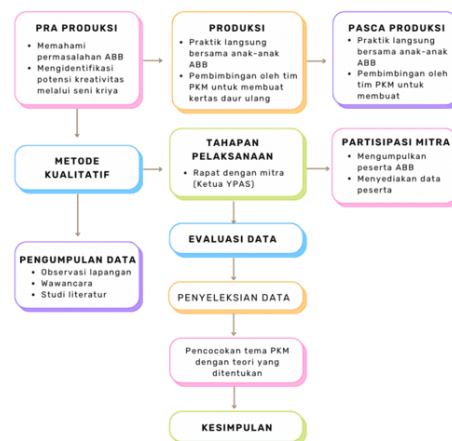 PRA PRODUKSI
• Memahami
permasalahan ABB
• Mengidentifikasi
potensi kreativitas
melalui seni kriya
PRODUKSI
• Praktik langsung
bersama anak-anak
ABB
• Pembimbingan oleh tim
PKM untuk membuat
kertas daur ulang
PASCA PRODUKSI
• Praktik langsung
bersama anak-anak
ABB
• Pembimbingan oleh
tim PKM untuk
membuat
METODE
KUALITATIF
TAHAPAN
PELAKSANAAN
• Rapat dengan mitra
(Ketua YPAS)
PARTISIPASI MITRA
• Mengumpulkan
peserta ABB
• Menyediakan data
peserta
PENGUMPULAN DATA
• Observasi lapangan
• Wawancara
• Studi literatur
EVALUASI DATA
PENYELEKSIAN DATA
Pencocokan tema PKM
dengan teori yang
ditentukan
KESIMPULAN